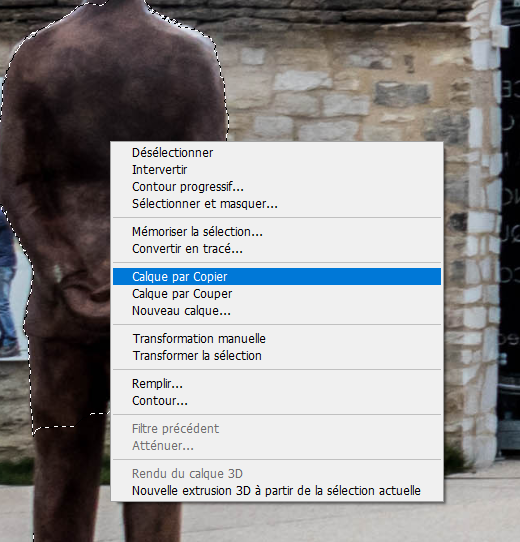 Désélectionner
Intervertir
Contour progressif...
Sélectionner et masquer...
Mémoriser la sélection...
Convertir en tracé...
Calque par Copier
Calque par Couper
Nouveau calque...
Transformation manuelle
Transformer la sélection
Remplir...
Contour...
Filtre précédent
Atténuer...
Rendu du calque 3D
Nouvelle extrusion 3D à partir de la sélection actuelle